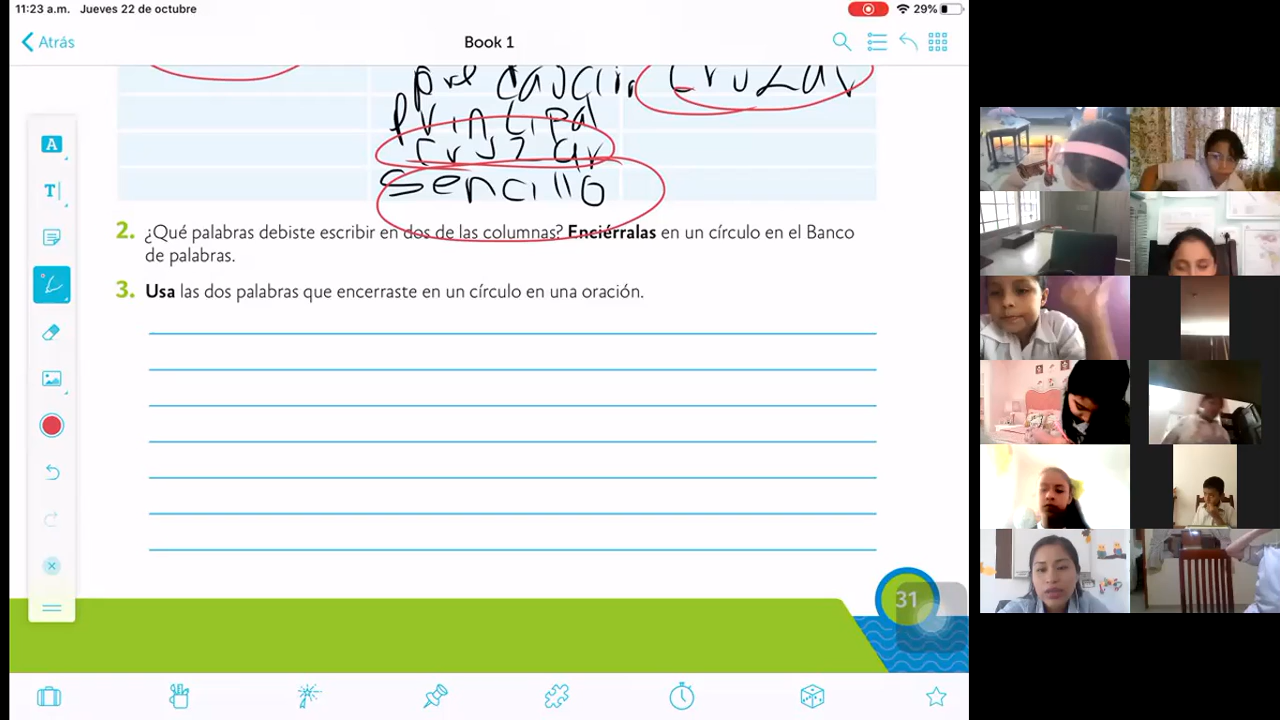 11:23 a.m. Jueves 22 de octubre
29%
Atrás
Book 1
cruzar
principal
cruzar
sencillo
2. ¿Qué palabras debiste escribir en dos de las columnas? Enciérralas en un círculo en el Banco
de palabras.
3. Usa las dos palabras que encerraste en un círculo en una oración.
31